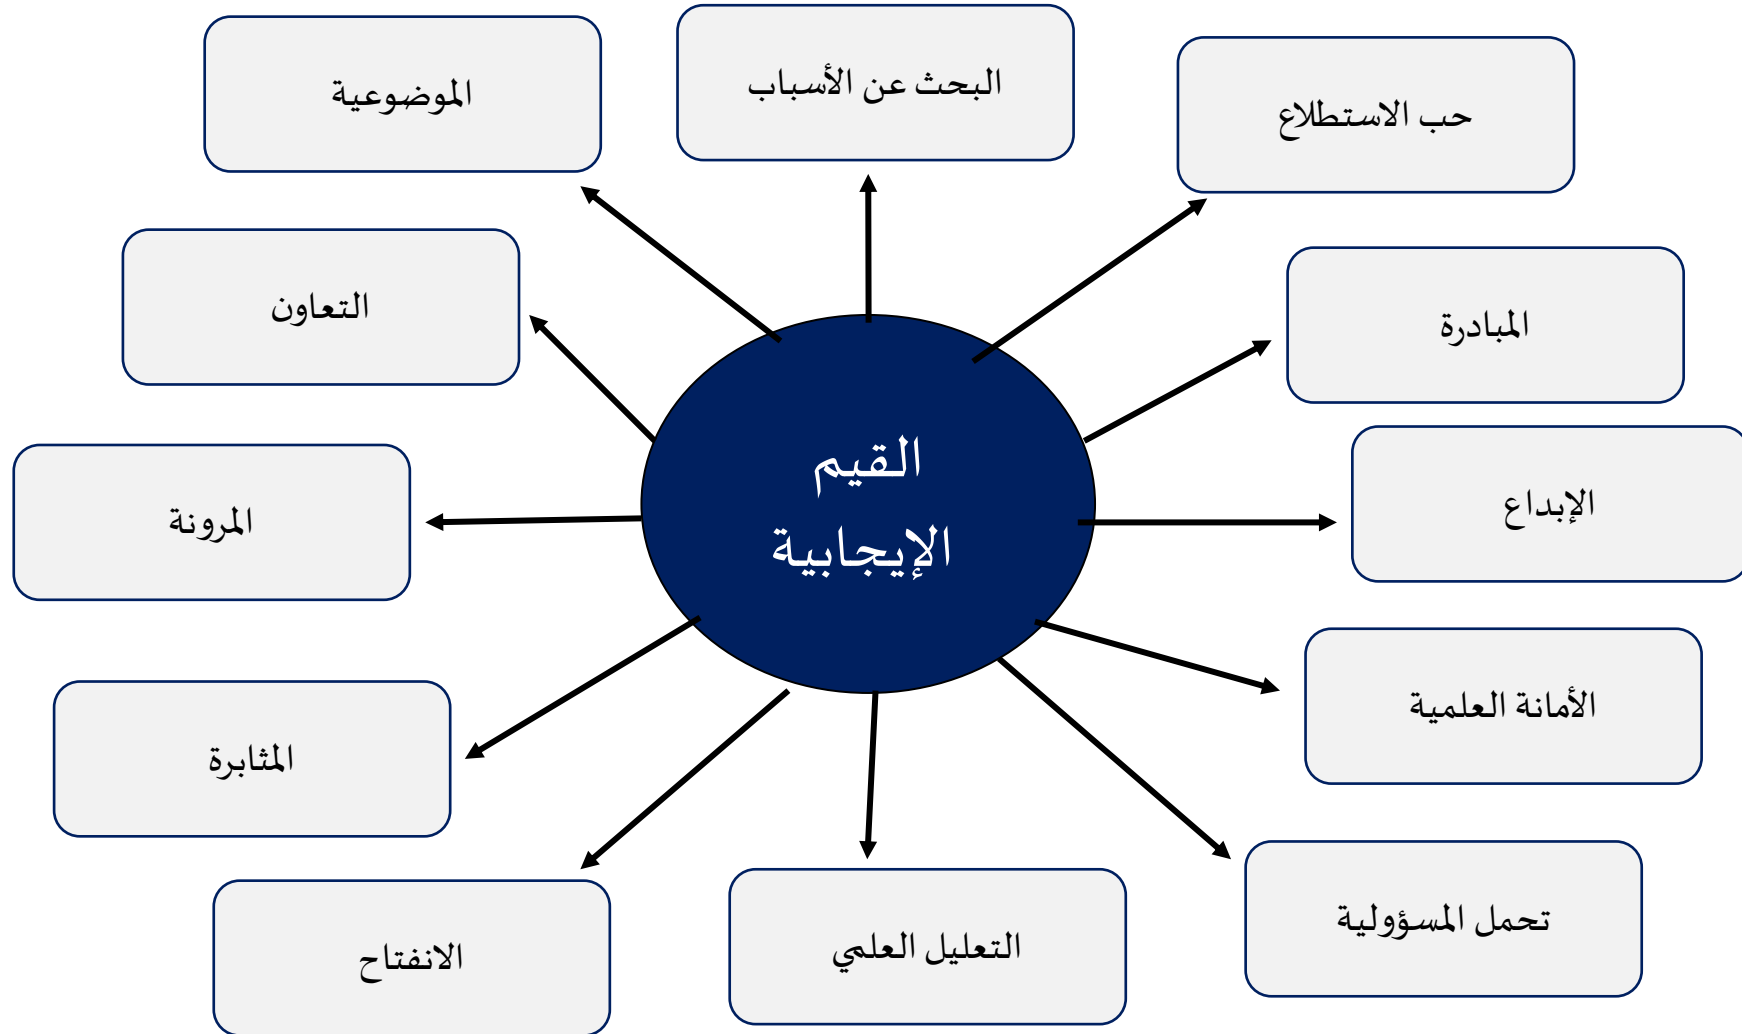 البحث عن الأسباب
حب الاستطلاع
الموضوعية
المبادرة
التعاون
القيم
الإيجابية
الإبداع
المرونة
الأمانة العلمية
المثابرة
تحمل المسؤولية
التعليل العلمي
الانفتاح